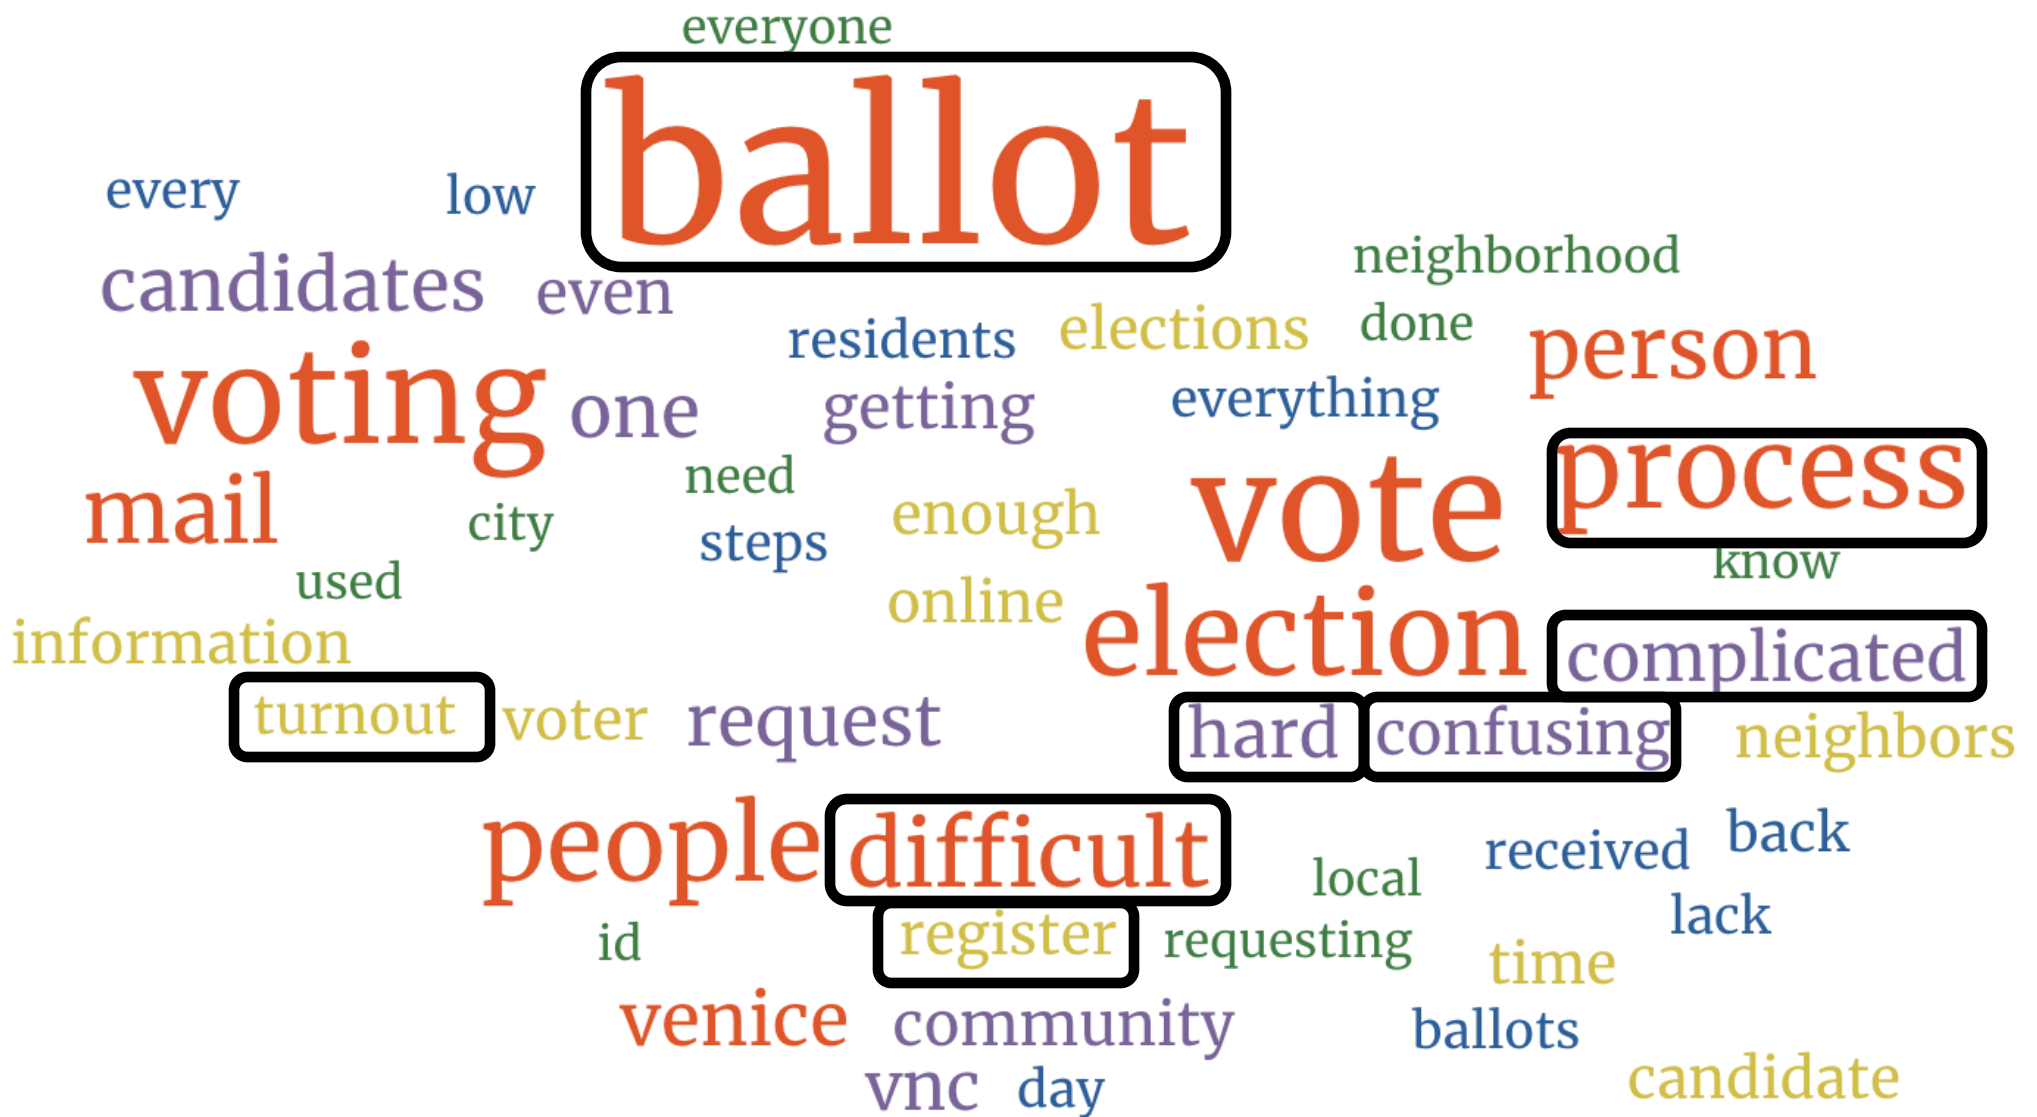 everyone
ballot
every low
candidates even
neighborhood
residents elections done person
voting one getting everything
mail need vote process
city steps enough
used know
information online election complicated
turnout voter request hard confusing neighbors
people difficult local received back
id register requesting lack
time
venice community ballots
vnc day candidate